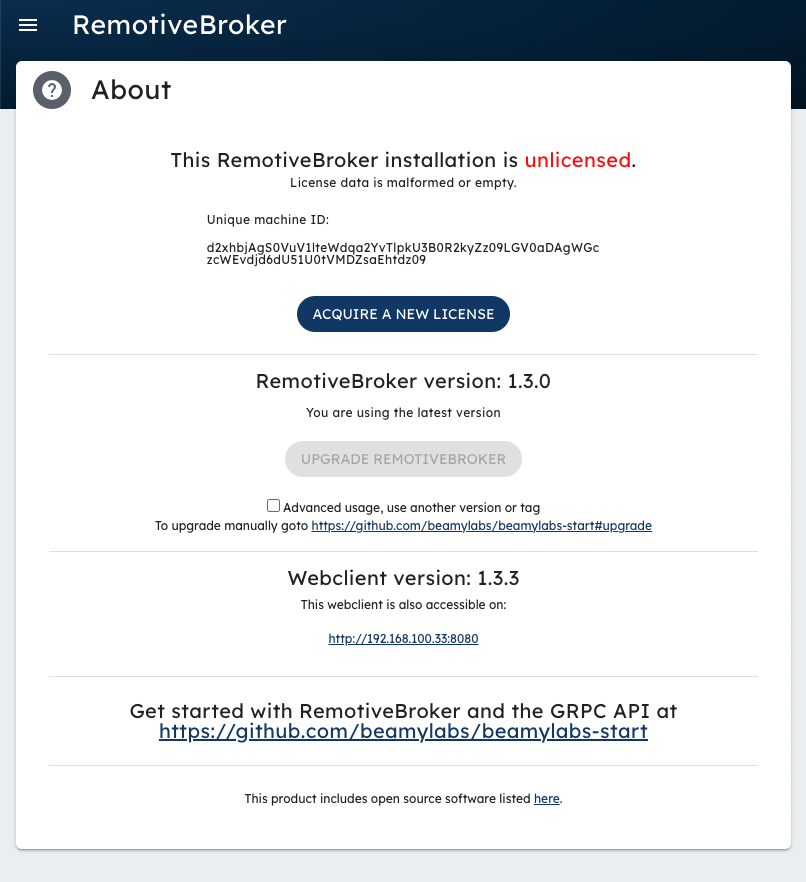 RemotiveBroker
About
This RemotiveBroker installation is unlicensed.
License data is malformed or empty.
Unique machine ID:
d2xhbjAgS0VuV1lteWdqa2YvTlpkU3B0R2kyZz09LGV0aDAgWGc
zcWEvdjd6dU51U0tVMDZsaEhtdz09
ACQUIRE A NEW LICENSE
RemotiveBroker version: 1.3.0
You are using the latest version
UPGRADE REMOTIVEBROKER
Advanced usage, use another version or tag
To upgrade manually goto https://github.com/beamylabs/beamylabs-start#upgrade
Webclient version: 1.3.3
This webclient is also accessible on:
http://192.168.100.33:8080
Get started with RemotiveBroker and the GRPC API at
https://github.com/beamylabs/beamylabs-start
This product includes open source software listed here.